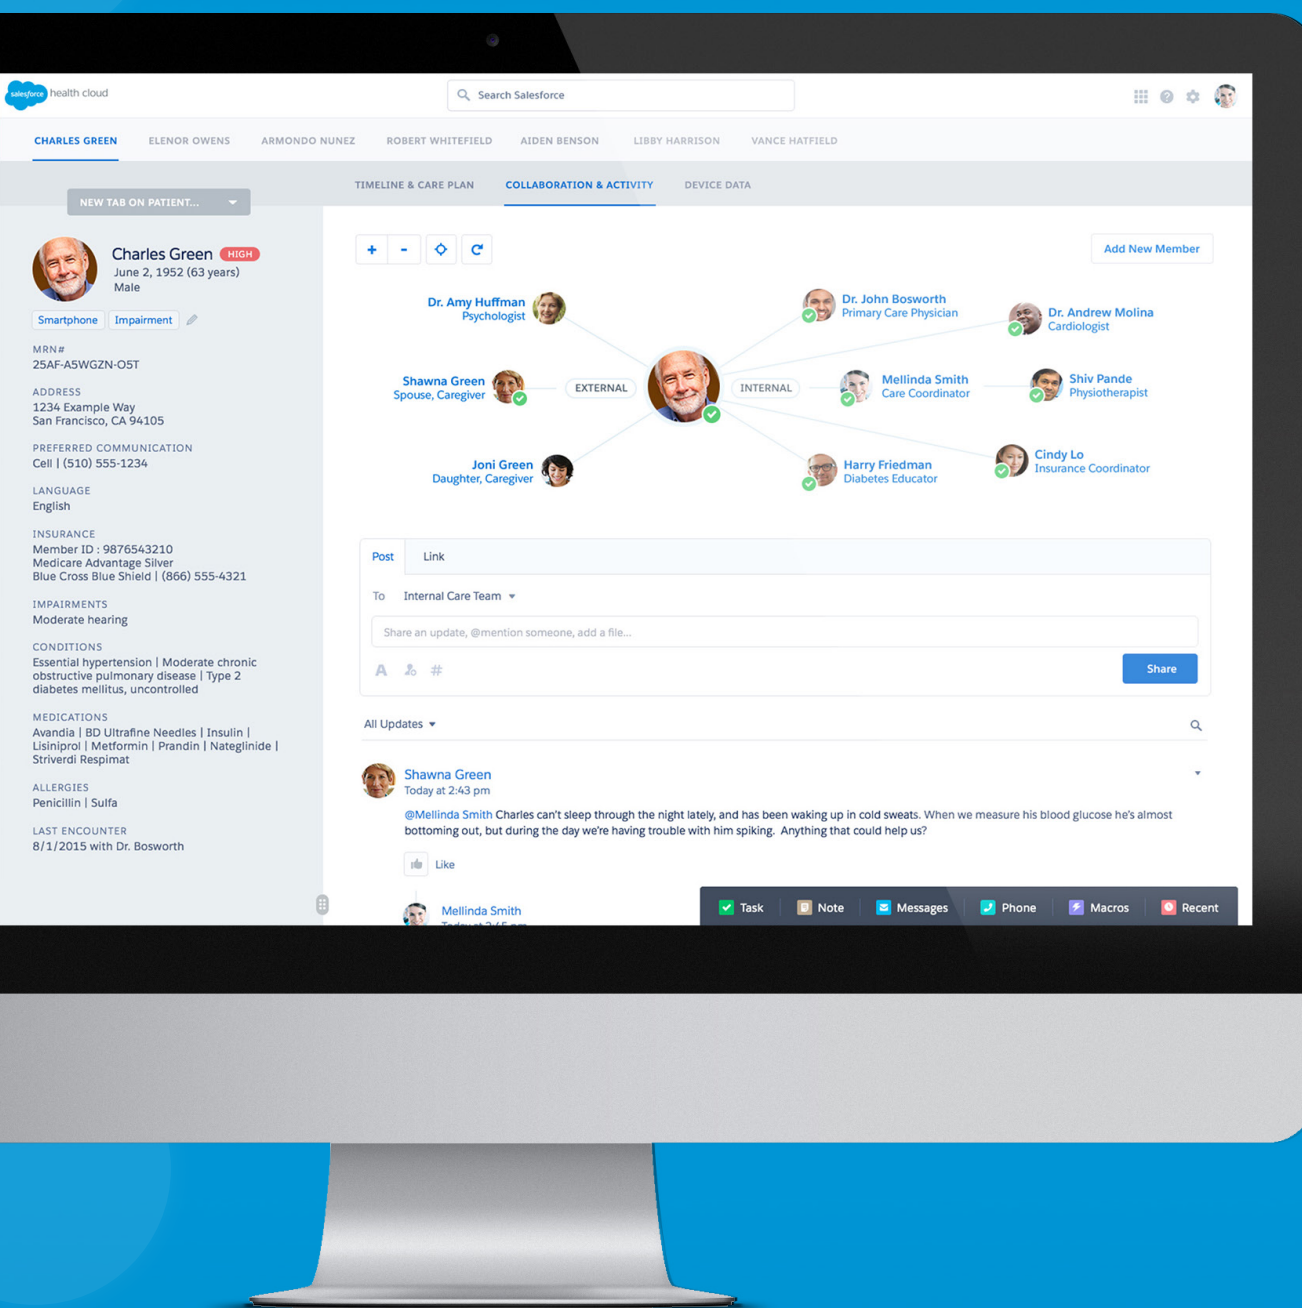 salesforce health cloud
Search Salesforce
CHARLES GREEN ELENOR OWENS ARMONDO NUNEZ ROBERT WHITEFIELD AIDEN BENSON LIBBY HARRISON VANCE HATFIELD
TIMELINE & CARE PLAN COLLABORATION & ACTIVITY DEVICE DATA
NEW TAB ON PATIENT...
Charles Green HIGH
June 2, 1952 (63 years)
Male
Smartphone Impairment
MRN#
25AF-A5WGZN-O5T
ADDRESS
1234 Example Way
San Francisco, CA 94105
PREFERRED COMMUNICATION
Cell | (510) 555-1234
LANGUAGE
English
INSURANCE
Member ID : 9876543210
Medicare Advantage Silver
Blue Cross Blue Shield | (866) 555-4321
IMPAIRMENTS
Moderate hearing
CONDITIONS
Essential hypertension | Moderate chronic
obstructive pulmonary disease | Type 2
diabetes mellitus, uncontrolled
MEDICATIONS
Avandia | BD Ultrafine Needles | Insulin |
Lisiniprol | Metformin | Prandin | Nateglinide |
Striverdi Respimat
ALLERGIES
Penicillin | Sulfa
LAST ENCOUNTER
8/1/2015 with Dr. Bosworth
+ -
Add New Member
Dr. Amy Huffman
Psychologist
Dr. John Bosworth
Primary Care Physician
Dr. Andrew Molina
Cardiologist
Shawna Green
Spouse, Caregiver
EXTERNAL
INTERNAL
Mellinda Smith
Care Coordinator
Shiv Pande
Physiotherapist
Joni Green
Daughter, Caregiver
Harry Friedman
Diabetes Educator
Cindy Lo
Insurance Coordinator
Post Link
To Internal Care Team
Share an update, @mention someone, add a file...
A #
Share
All Updates
Shawna Green
Today at 2:43 pm
@Mellinda Smith Charles can't sleep through the night lately, and has been waking up in cold sweats. When we measure his blood glucose he's almost
bottoming out, but during the day we're having trouble with him spiking. Anything that could help us?
Like
Mellinda Smith
Today at 2:45 pm
Task Note Messages Phone Macros Recent